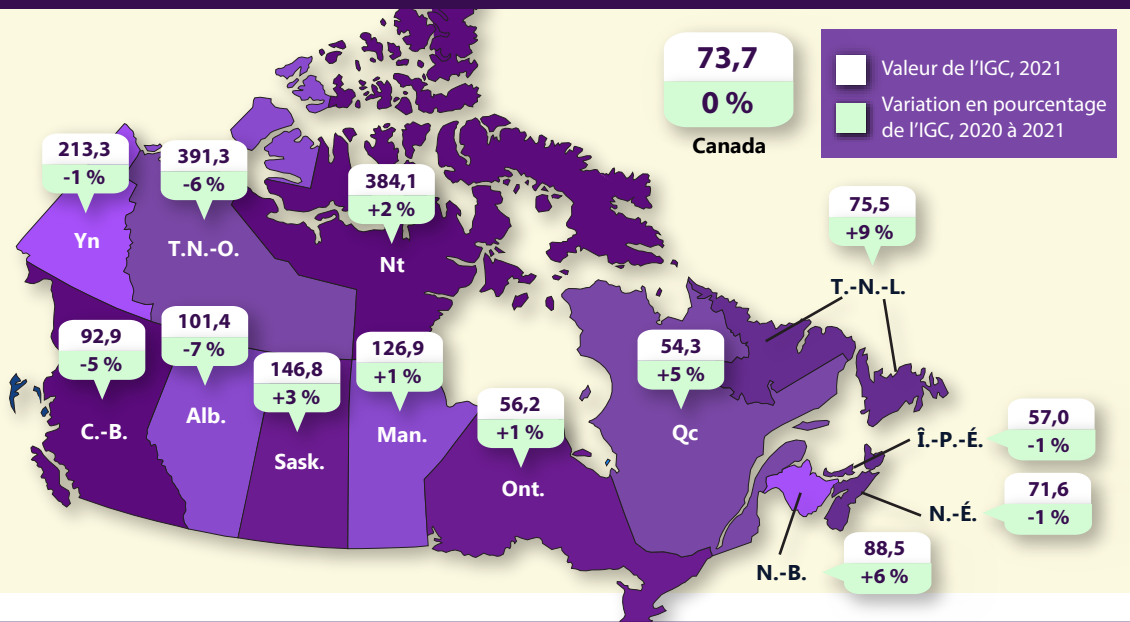 73,7
0 %
Canada
Valeur de l'IGC, 2021
Variation en pourcentage
de l'IGC, 2020 à 2021
213,3
-1 %
Yn
391,3
-6 %
T.N.-O.
384,1
+2 %
Nt
75,5
+9 %
T.-N.-L.
92,9
-5 %
C.-B.
101,4
-7 %
Alb.
146,8
+3 %
Sask.
126,9
+1 %
Man.
56,2
+1 %
Ont.
54,3
+5 %
Qc
57,0
-1 %
Î.-P.-É.
71,6
-1 %
N.-É.
88,5
+6 %
N.-B.